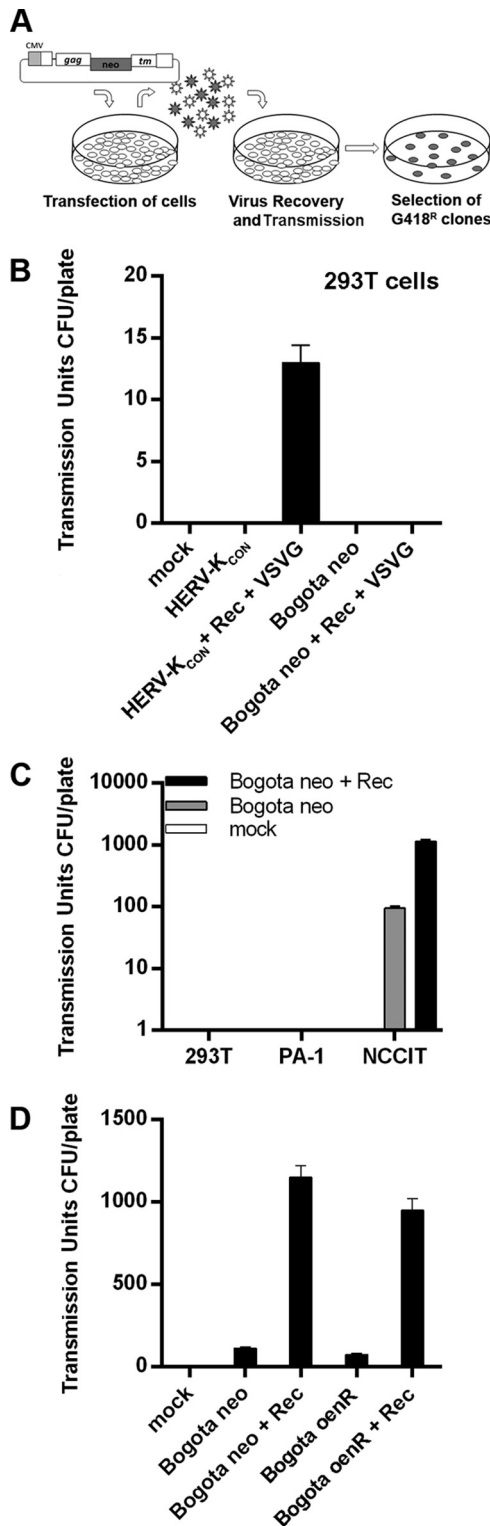 A
CMV
gag
neo
tm
Transfection of cells
Virus Recovery
and Transmission
Selection of
G418ᴿ clones
B
293T cells
Transmission Units CFU/plate
20
15
10
5
0
mock
HERV-K_CON
HERV-K_CON + Rec + VSVG
Bogota neo
Bogota neo + Rec + VSVG
C
Transmission Units CFU/plate
10000
1000
100
10
1
Bogota neo + Rec
Bogota neo
mock
293T
PA-1
NCCIT
D
Transmission Units CFU/plate
1500
1000
500
0
mock
Bogota neo
Bogota neo + Rec
Bogota oenR
Bogota oenR + Rec